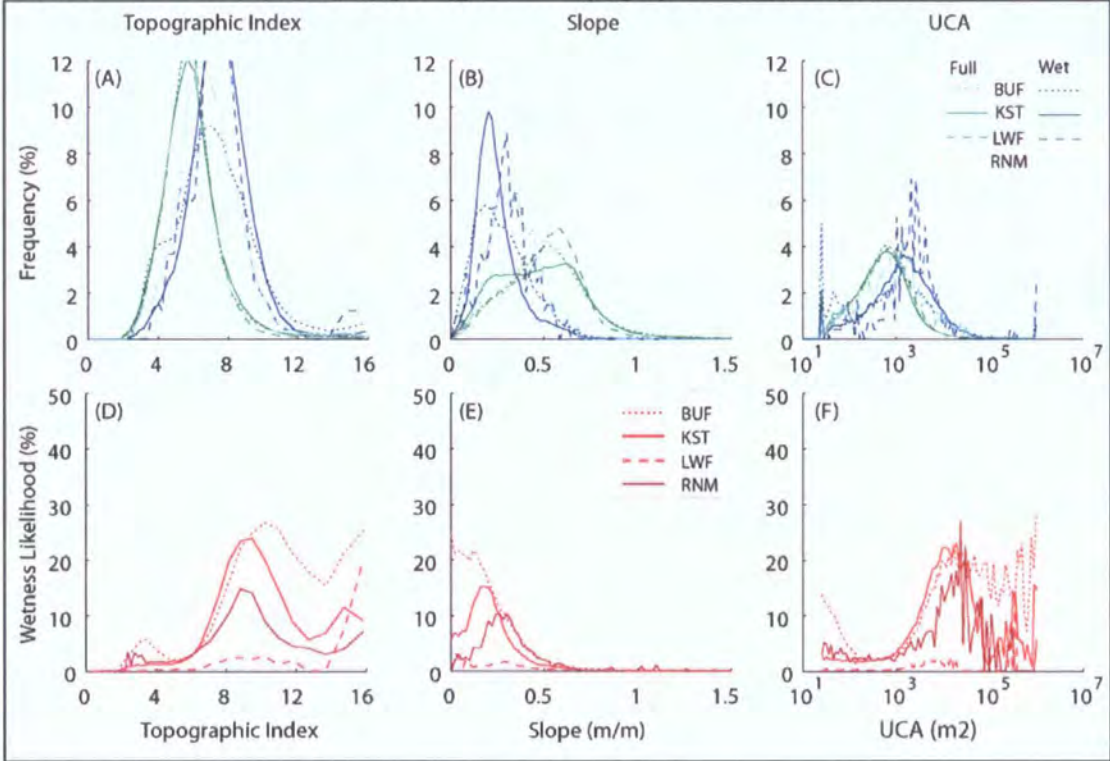 Topographic Index Slope UCA
Frequency (%)
(A)
12
10
8
6
4
2
0
0 4 8 12 16
(B)
12
10
8
6
4
2
0
0 0.5 1 1.5
(C)
Full Wet
BUF
KST
LWF
RNM
12
10
8
6
4
2
0
10 1 10 3 10 5 10 7
Wetness Likelihood (%)
(D)
50
40
30
20
10
0
0 4 8 12 16
Topographic Index
(E)
BUF
KST
LWF
RNM
50
40
30
20
10
0
0 0.5 1 1.5
Slope (m/m)
(F)
50
40
30
20
10
0
10 1 10 3 10 5 10 7
UCA (m2)